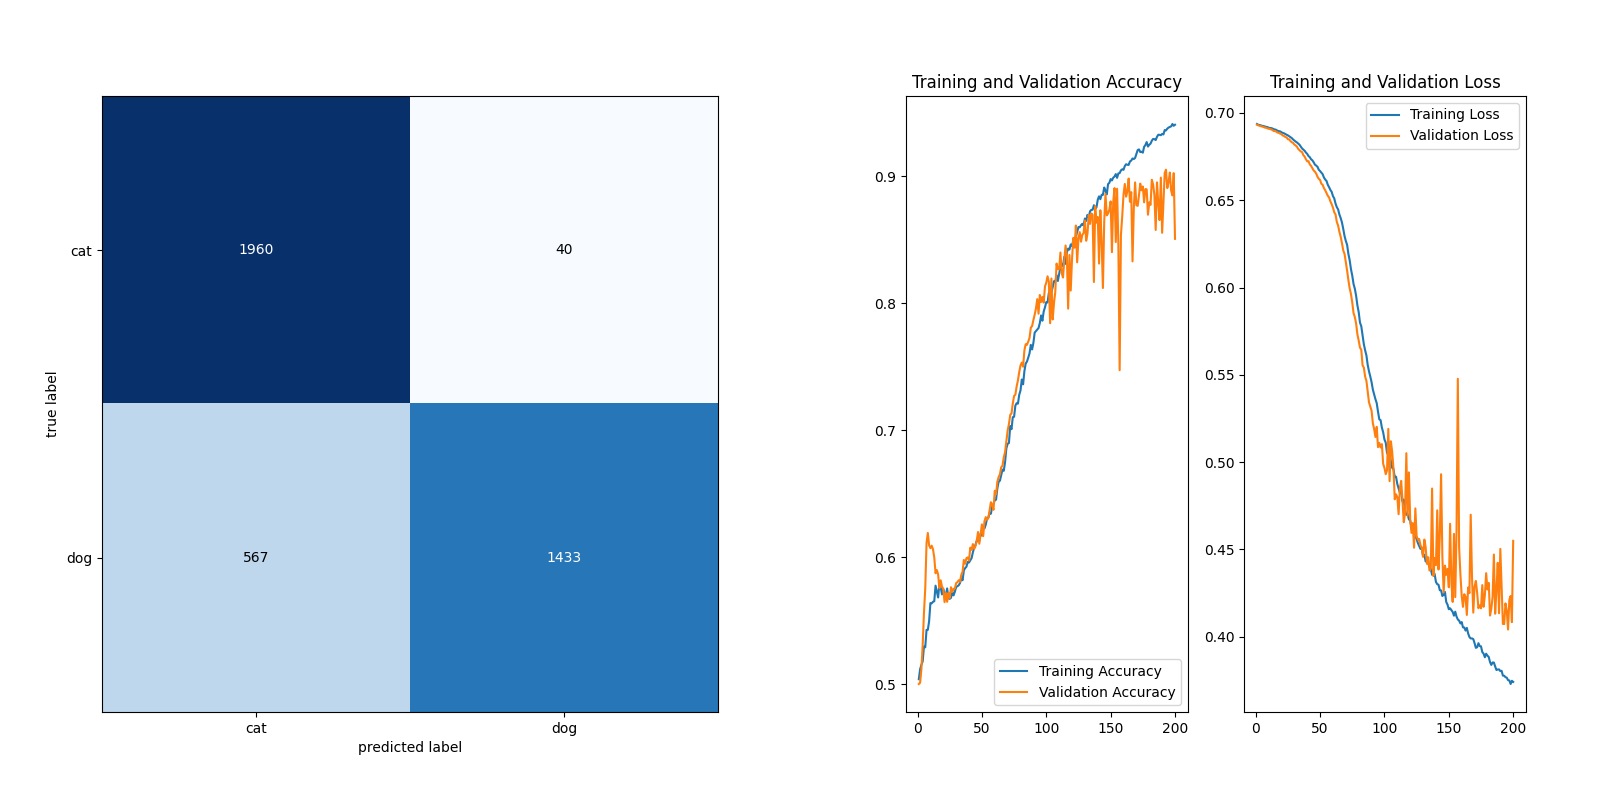 true label
cat
dog
1960
40
567
1433
cat
dog
predicted label
Training and Validation Accuracy
0.9
0.8
0.7
0.6
0.5
Training Accuracy
Validation Accuracy
0
50
100
150
200
Training and Validation Loss
0.70
0.65
0.60
0.55
0.50
0.45
0.40
Training Loss
Validation Loss
0
50
100
150
200